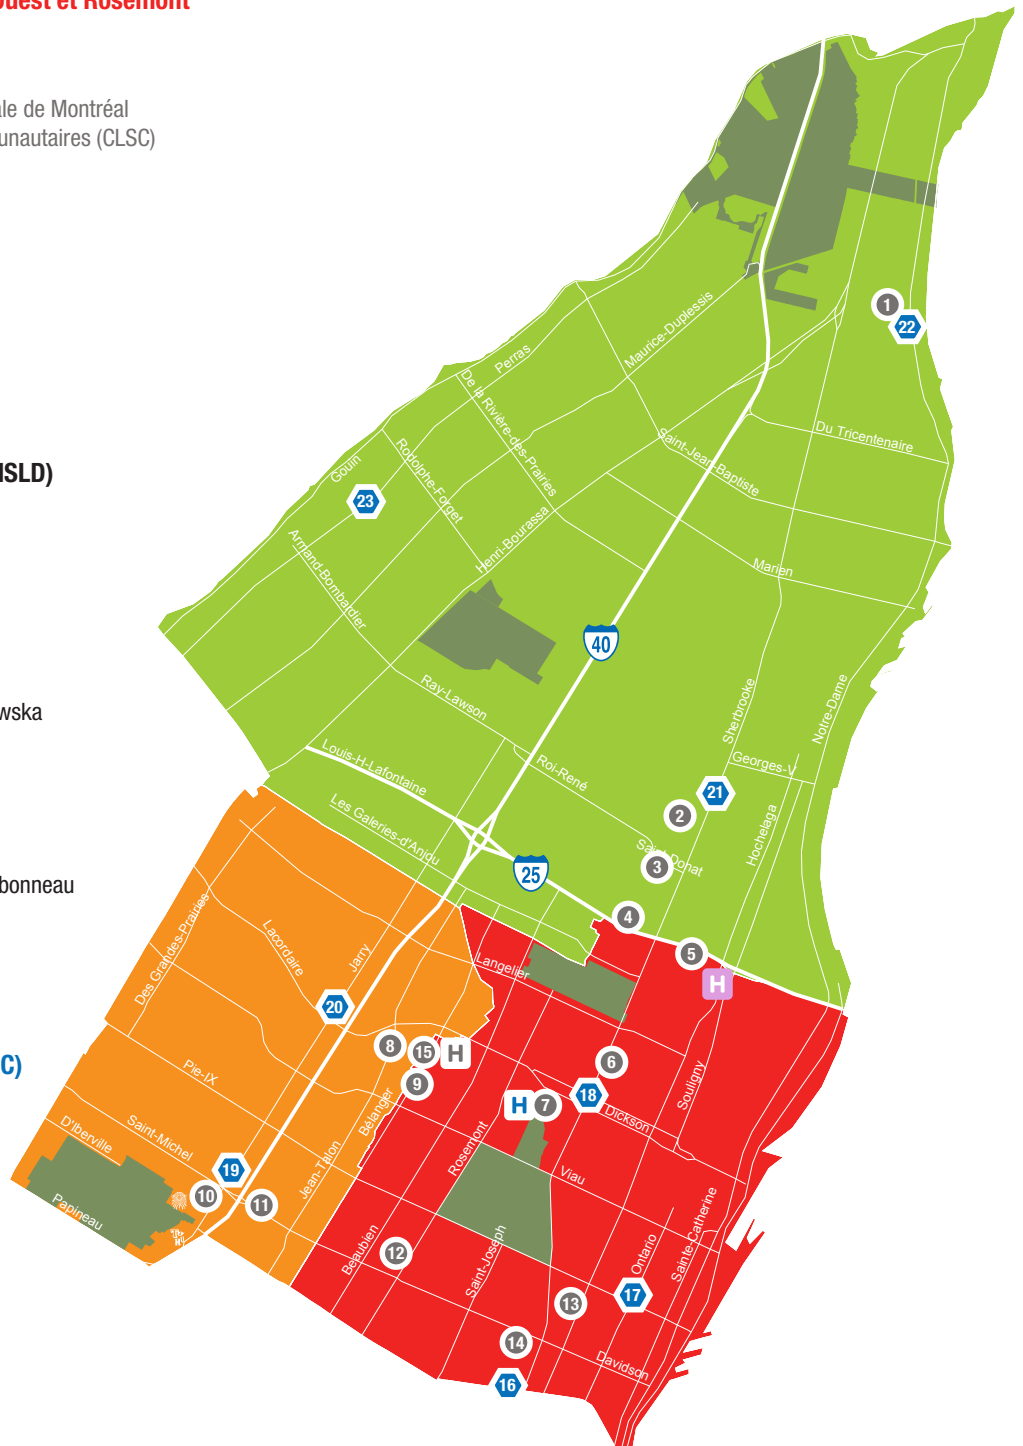 Ouest et Rosemont
ale de Montréal
unautaires (CLSC)
1
22
Maurice-Duplessis
Perras
De la Rivière-des-Prairies
Du Tricentenaire
Saint-Jean-Baptiste
HSLD)
Gouin
Rodolphe-Forget
23
Henri-Bourassa
Armand-Bombardier
Marien
40
Ray-Lawson
Sherbrooke
Notre-Dame
wska
Louis-H-Lafontaine
Roi-René
Georges-V
21
Les Galeries-d'Anjou
2
Hochelaga
Saint-Donat
3
25
bonneau
4
Des Grandes-Prairies
Lacordaire
Jarry
Langelier
5
H
20
8
15
H
6
C)
Pie-IX
9
Souligny
18
H
7
Dickson
D'Iberville
Saint-Michel
Bélanger
Jean-Talon
Rosemont
Viau
19
10
11
Papineau
Sainte-Catherine
Beaubien
12
Saint-Joseph
Ontario
17
13
14
Davidson
16